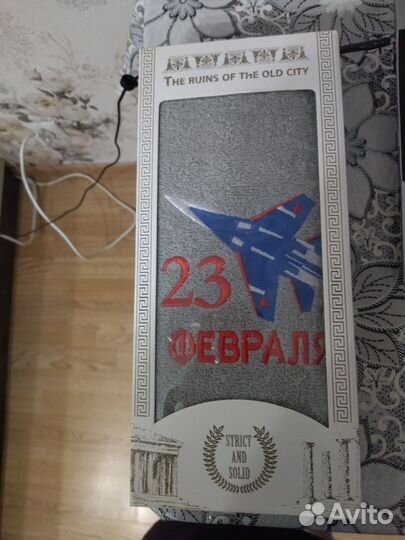 THE RUINS OF THE OLD CITY
23
ФЕВРАЛЯ
STRICT
AND
SOLID
Avito